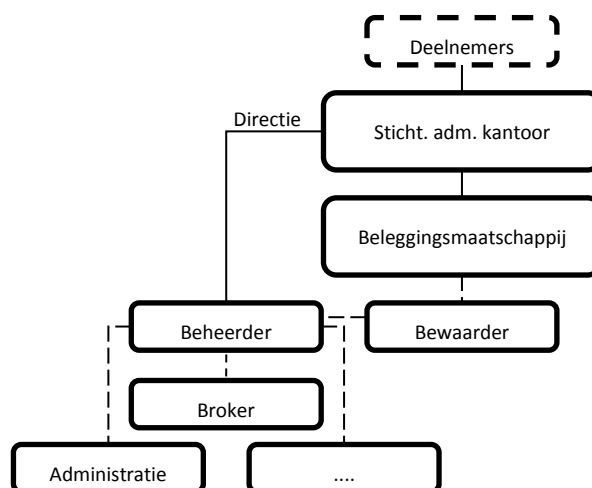 Deelnemers
Directie
Sticht. adm. kantoor
Beleggingsmaatschappij
Beheerder
Bewaarder
Broker
Administratie
....